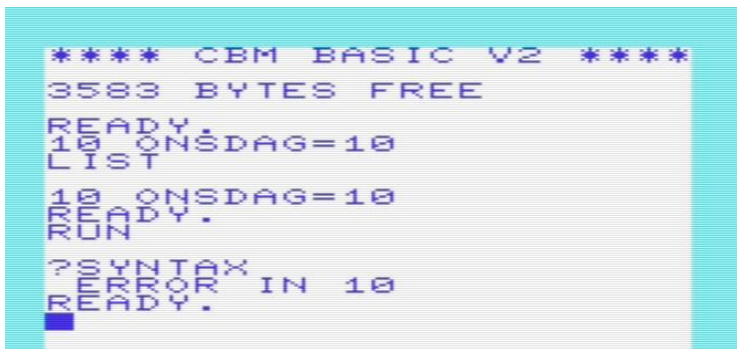 **** CBM BASIC V2 ****
3583 BYTES FREE
READY.
10 ONSDAG=10
LIST
10 ONSDAG=10
READY.
RUN
?SYNTAX
ERROR IN 10
READY.